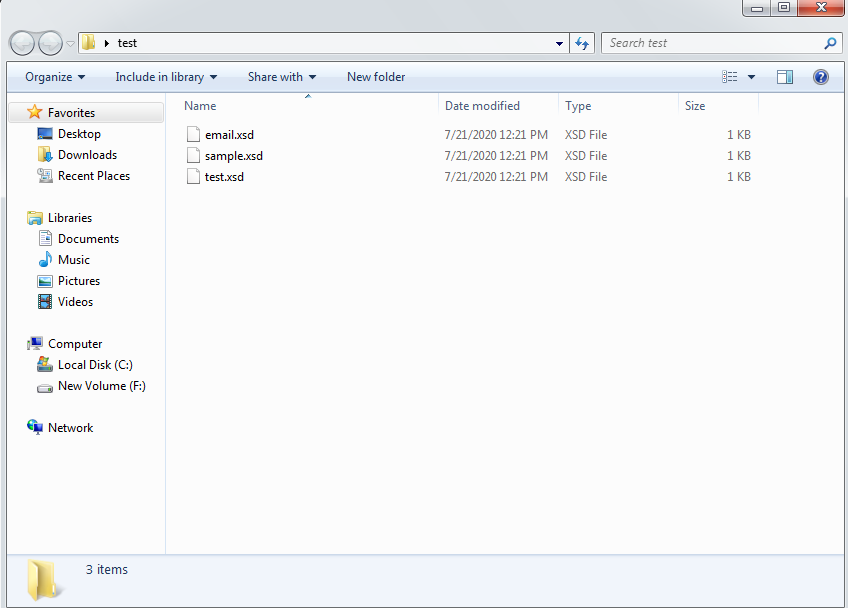 test
Search test
Organize Include in library Share with New folder
Name Date modified Type Size
Favorites
Desktop
Downloads
Recent Places
Libraries
Documents
Music
Pictures
Videos
Computer
Local Disk (C:)
New Volume (F:)
Network
email.xsd 7/21/2020 12:21 PM XSD File 1 KB
sample.xsd 7/21/2020 12:21 PM XSD File 1 KB
test.xsd 7/21/2020 12:21 PM XSD File 1 KB
3 items